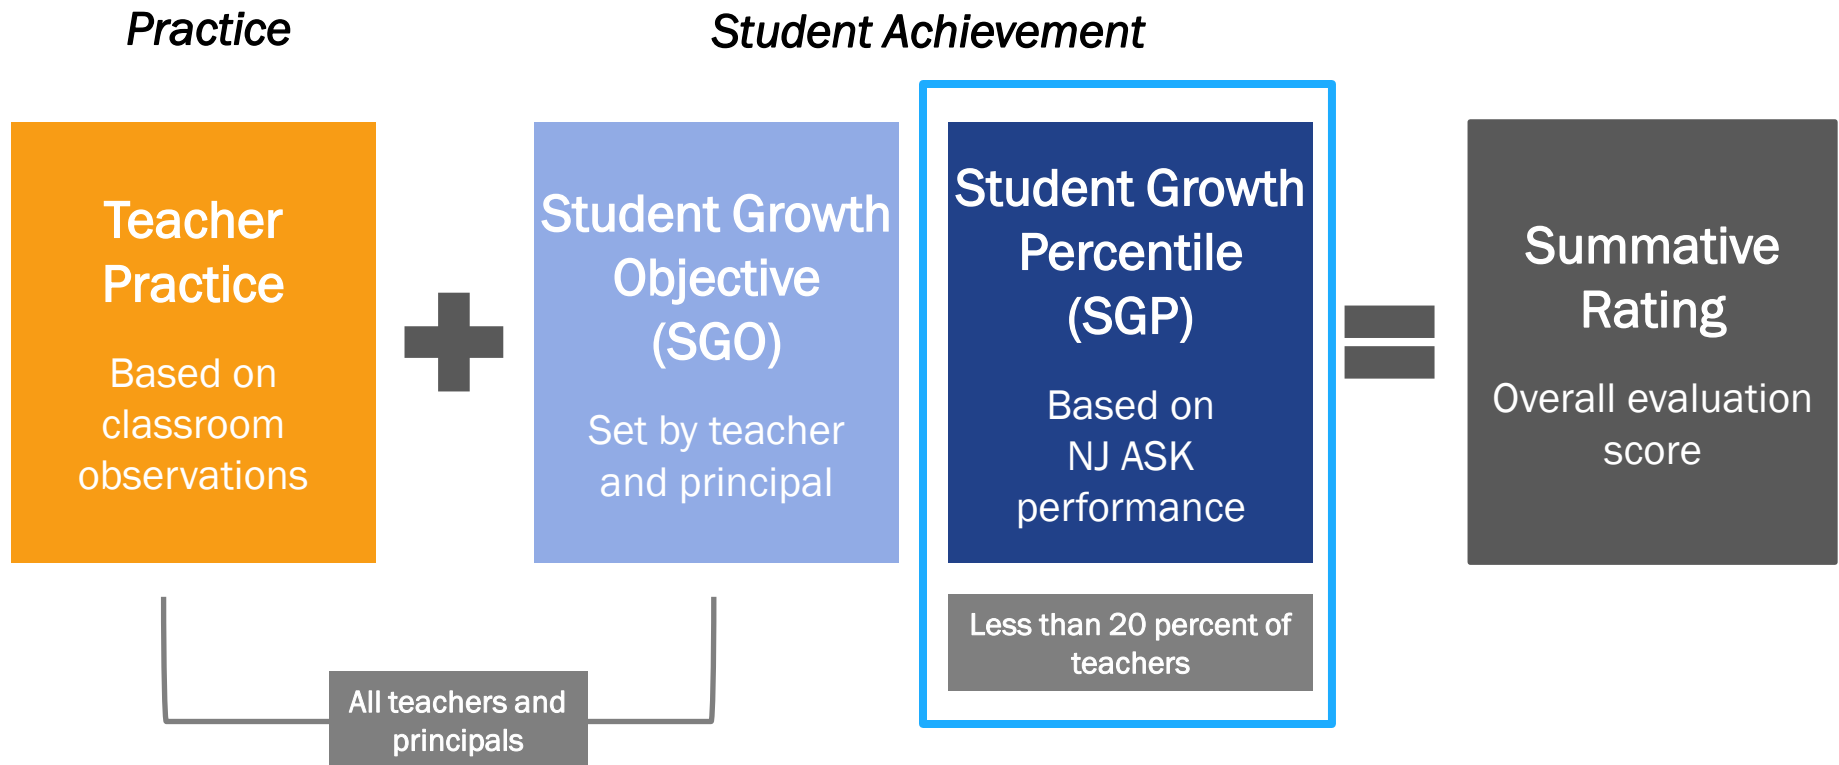 Practice
Student Achievement
Teacher
Practice
Based on
classroom
observations
Student Growth
Objective
(SGO)
Set by teacher
and principal
Student Growth
Percentile
(SGP)
Based on
NJ ASK
performance
Less than 20 percent of
teachers
Summative
Rating
Overall evaluation
score
All teachers and
principals